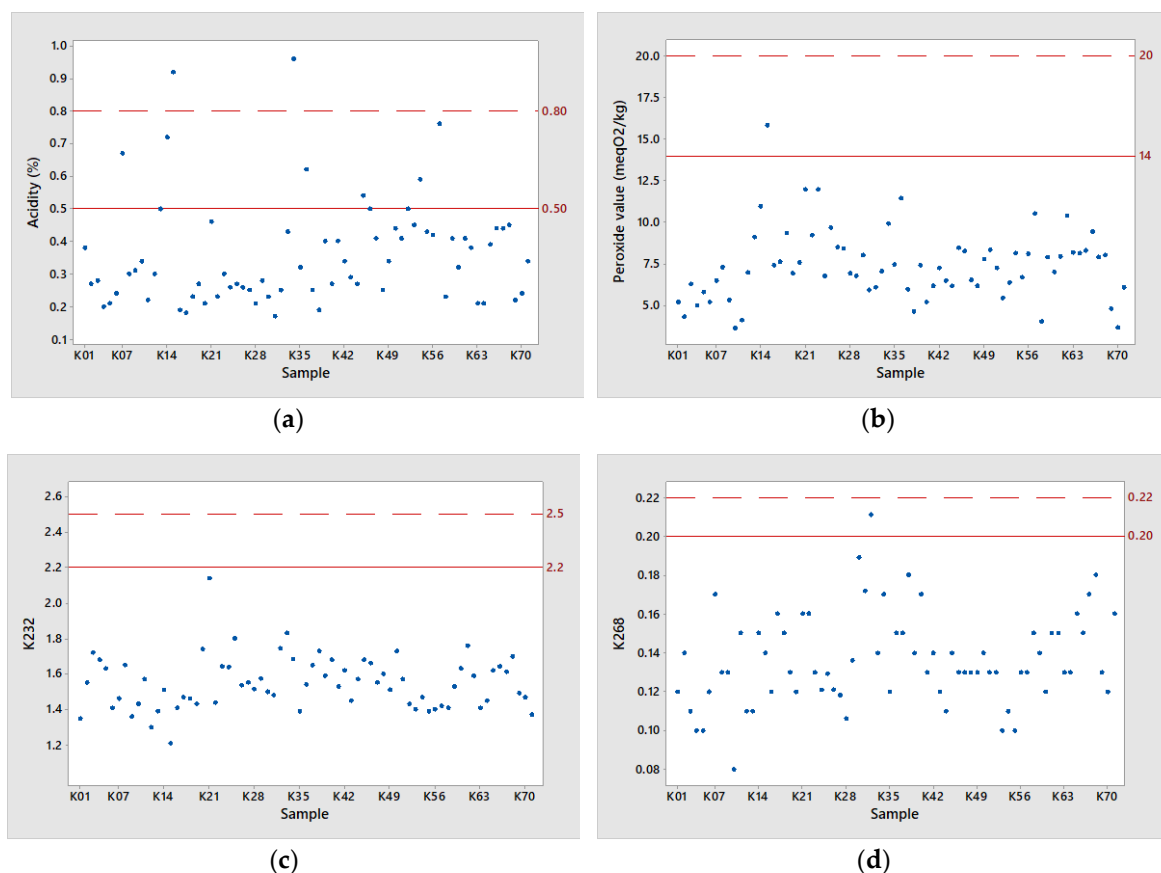 1.0
0.9
0.8
0.7
0.6
0.5
0.4
0.3
0.2
0.1
Acidity (%)
0.80
0.50
K01 K07 K14 K21 K28 K35 K42 K49 K56 K63 K70
Sample
(a)
20.0
17.5
15.0
12.5
10.0
7.5
5.0
Peroxide value (meqO2/kg)
20
14
K01 K07 K14 K21 K28 K35 K42 K49 K56 K63 K70
Sample
(b)
2.6
2.4
2.2
2.0
1.8
1.6
1.4
1.2
K232
2.5
2.2
K01 K07 K14 K21 K28 K35 K42 K49 K56 K63 K70
Sample
(c)
0.22
0.20
0.18
0.16
0.14
0.12
0.10
0.08
K268
0.22
0.20
K01 K07 K14 K21 K28 K35 K42 K49 K56 K63 K70
Sample
(d)